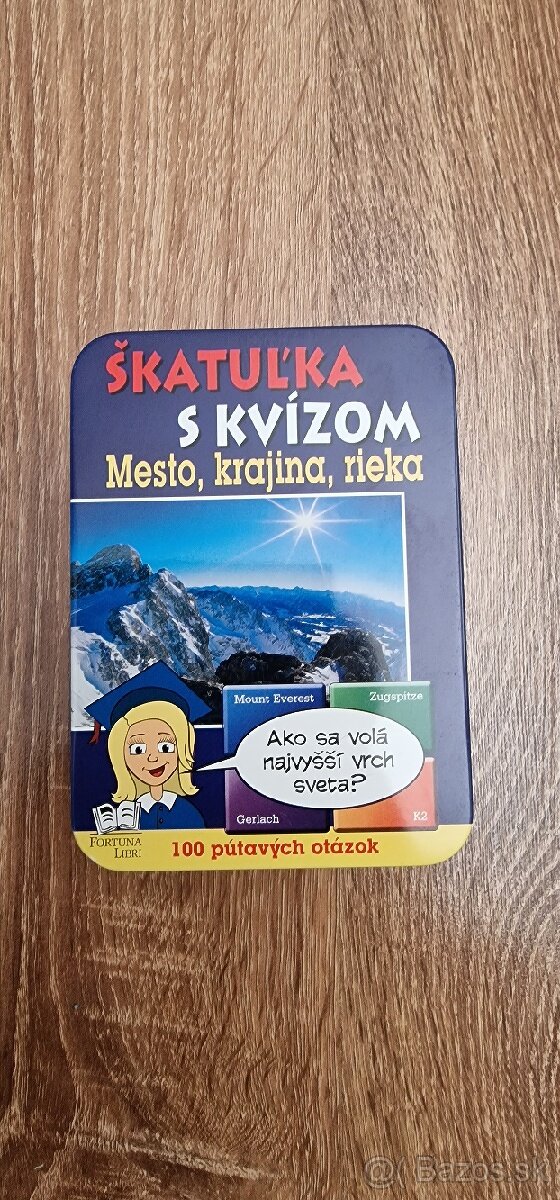 ŠKATUĽKA
S KVÍZOM
Mesto, krajina, rieka
Mount Everest
Zugspitze
Ako sa volá
najvyšší vrch
sveta?
Gerlach
K2
FORTUNA
LIBRI
100 pútavých otázok
Bazos.sk